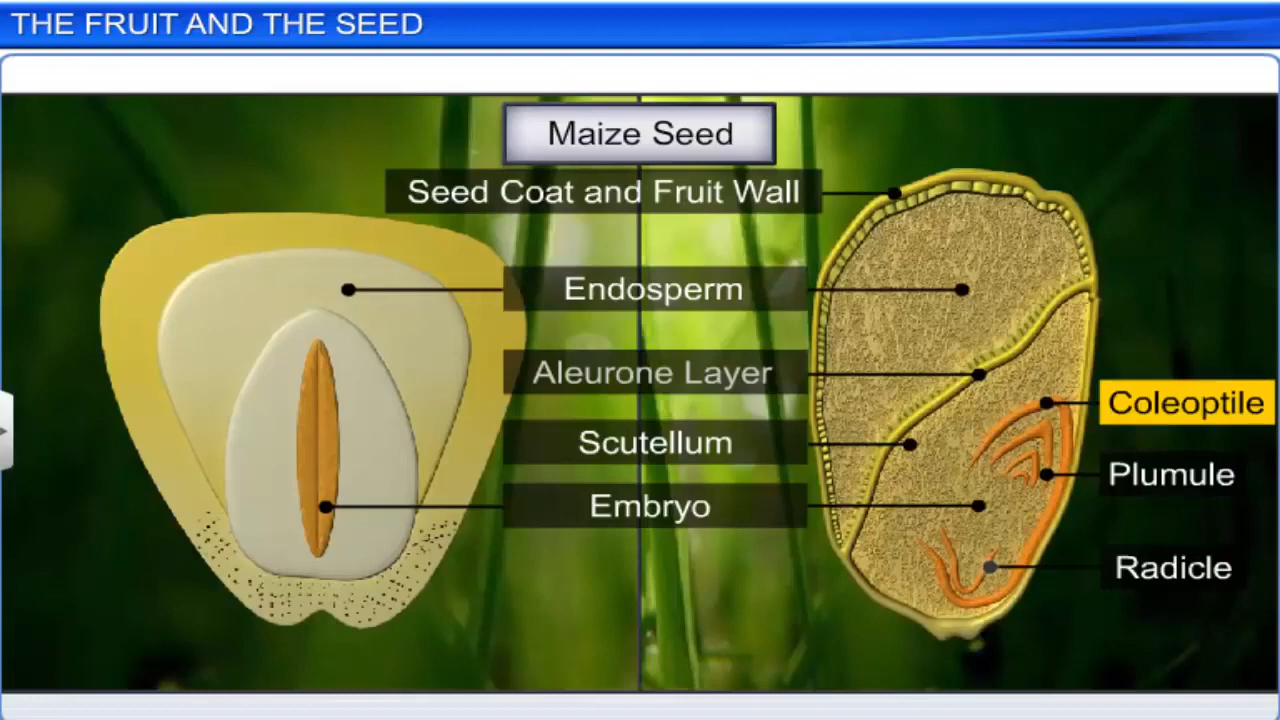 THE FRUIT AND THE SEED
Maize Seed
Seed Coat and Fruit Wall
Endosperm
Aleurone Layer
Scutellum
Embryo
Coleoptile
Plumule
Radicle